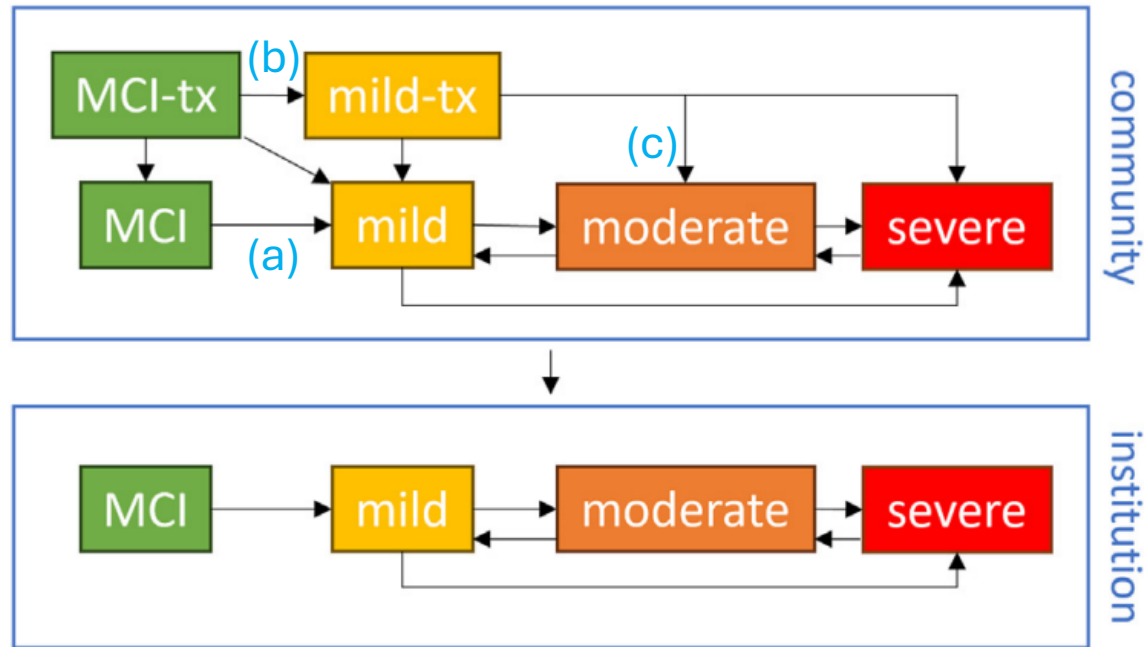 (b)
MCI-tx
mild-tx
(c)
MCI
mild
moderate
severe
(a)
community
MCI
mild
moderate
severe
institution